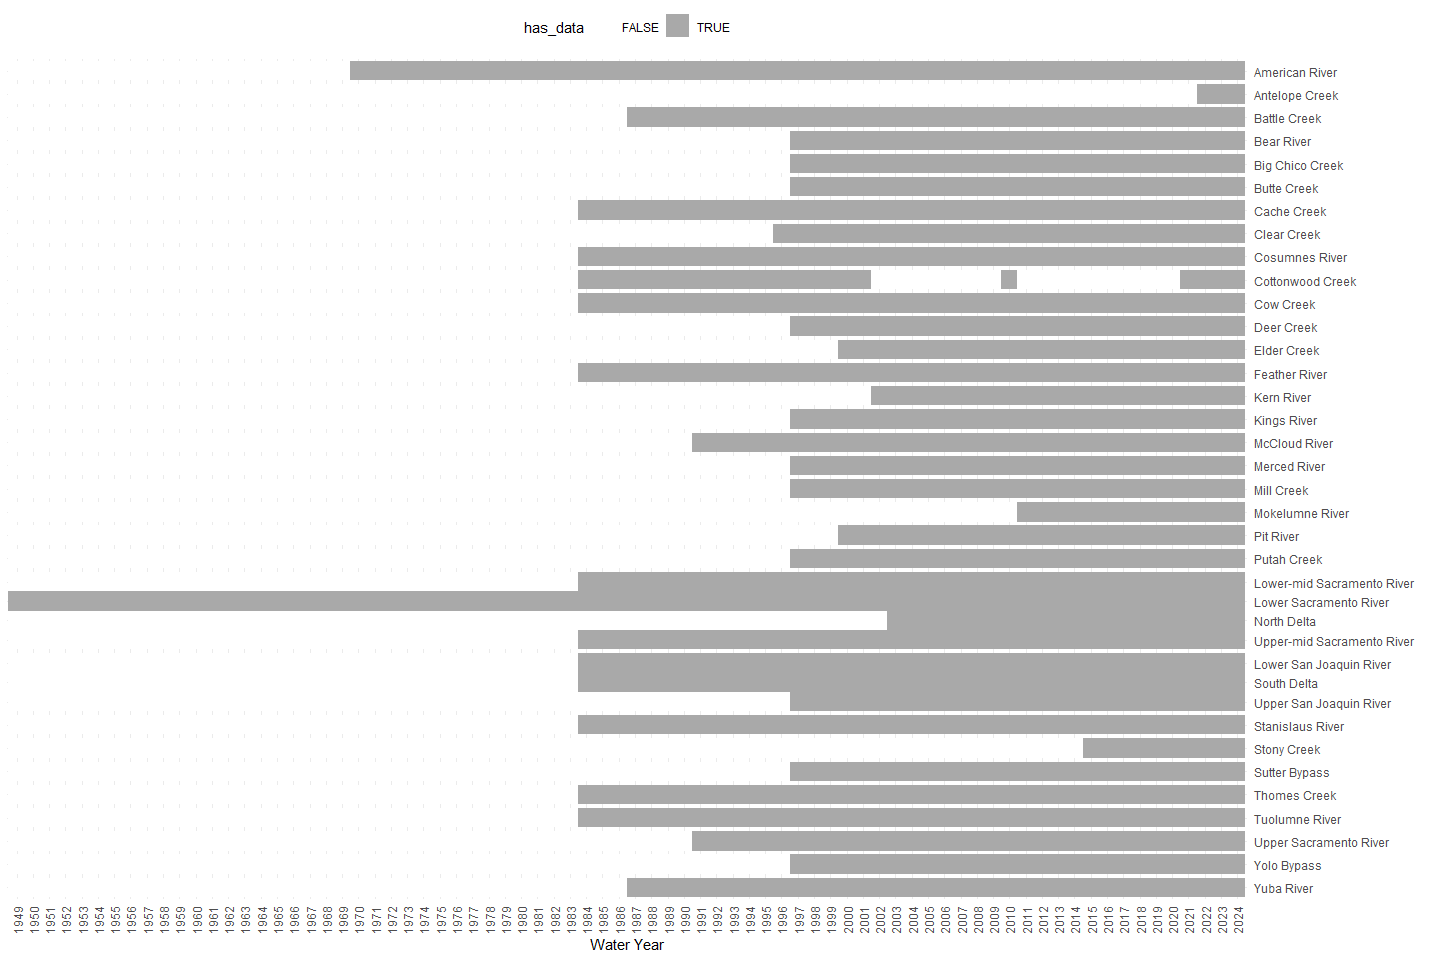 has_data FALSE TRUE
American River
Antelope Creek
Battle Creek
Bear River
Big Chico Creek
Butte Creek
Cache Creek
Clear Creek
Cosumnes River
Cottonwood Creek
Cow Creek
Deer Creek
Elder Creek
Feather River
Kern River
Kings River
McCloud River
Merced River
Mill Creek
Mokelumne River
Pit River
Putah Creek
Lower-mid Sacramento River
Lower Sacramento River
North Delta
Upper-mid Sacramento River
Lower San Joaquin River
South Delta
Upper San Joaquin River
Stanislaus River
Stony Creek
Sutter Bypass
Thomes Creek
Tuolumne River
Upper Sacramento River
Yolo Bypass
Yuba River
1949 1950 1951 1952 1953 1954 1955 1956 1957 1958 1959 1960 1961 1962 1963 1964 1965 1966 1967 1968 1969 1970 1971 1972 1973 1974 1975 1976 1977 1978 1979 1980 1981 1982 1983 1984 1985 1986 1987 1988 1989 1990 1991 1992 1993 1994 1995 1996 1997 1998 1999 2000 2001 2002 2003 2004 2005 2006 2007 2008 2009 2010 2011 2012 2013 2014 2015 2016 2017 2018 2019 2020 2021 2022 2023 2024
Water Year